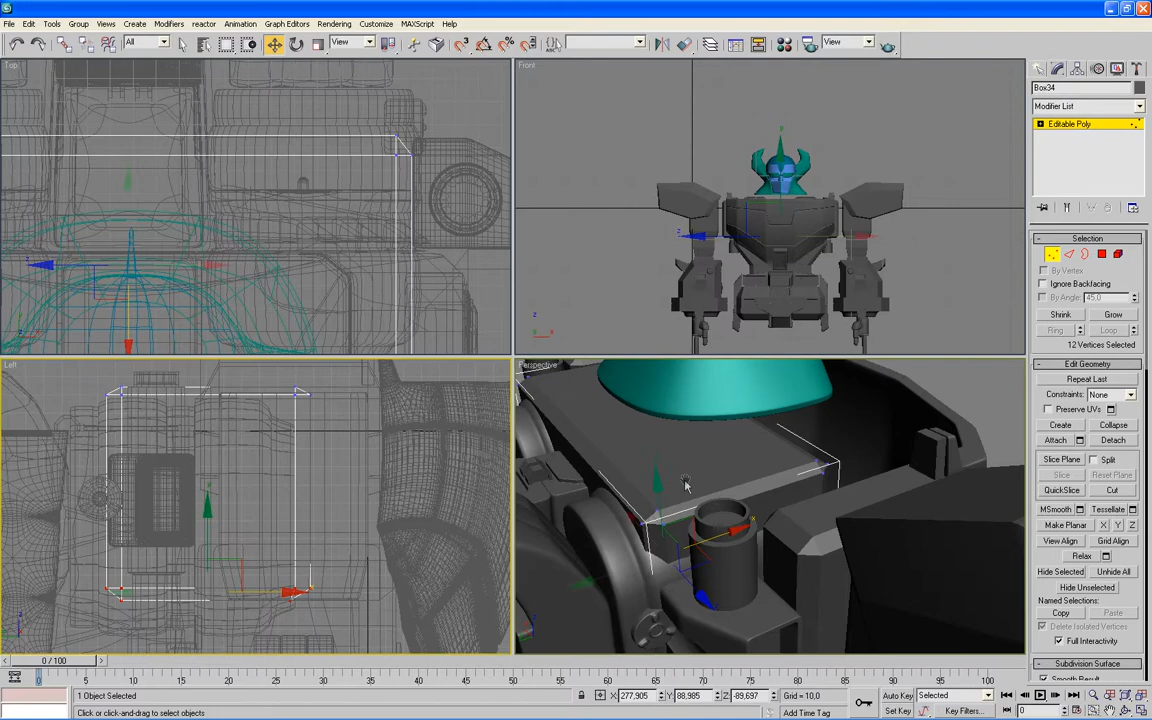 File Edit Tools Group Views Create Modifiers reactor Animation Graph Editors Rendering Customize MAXScript Help
All View View
Top
Front
Left
Perspective
Box34
Modifier List
Editable Poly
Selection
By Vertex
Ignore Backfacing
By Angle: 45,0
Shrink Grow
Ring Loop
12 Vertices Selected
Edit Geometry
Repeat Last
Constraints: None
Preserve UVs
Create Collapse
Attach Detach
Slice Plane Split
Slice Reset Plane
QuickSlice Cut
MSmooth Tessellate
Make Planar X Y Z
View Align Grid Align
Relax
Hide Selected Unhide All
Hide Unselected
Named Selections:
Copy Paste
Delete Isolated Vertices
Full Interactivity
Subdivision Surface
Smooth Result
0 / 100
0 5 10 15 20 25 30 35 40 45 50 55 60 65 70 75 80 85 90 95 100
1 Object Selected X: 277,905 Y: 88,985 Z: -89,697 Grid = 10,0 Auto Key Selected
Click or click-and-drag to select objects Add Time Tag Set Key Key Filters... 0